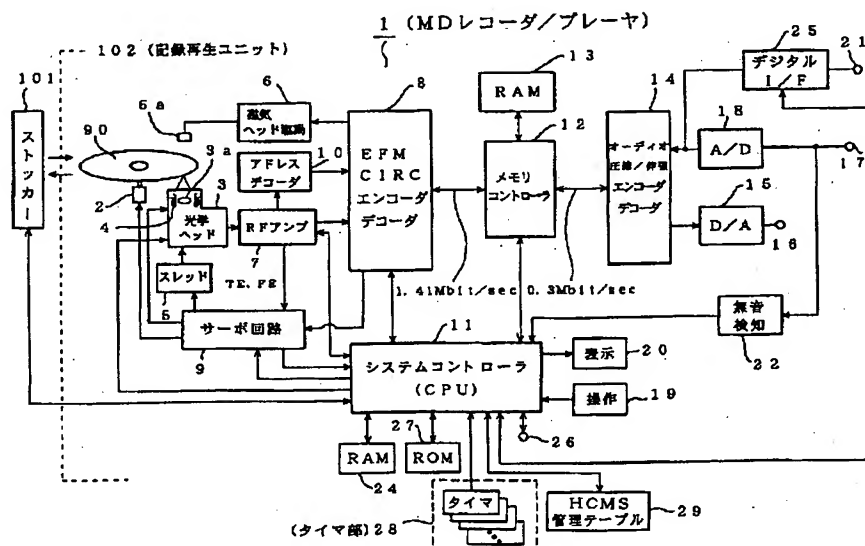 1 (MDレコーダ/プレーヤ)
102 (記録再生ユニット)
101
ストッカー
90
6a
6
磁気
ヘッド駆動
アドレス
デコーダ
10
3a
3
2
4
光学
ヘッド
RFアンプ
7
スレッド
5
TE、FE
サーボ回路
9
8
EFM
CIRC
エンコーダ
デコーダ
13
RAM
12
メモリ
コントローラ
1.41Mbit/sec
0.3Mbit/sec
14
オーディオ
圧縮/伸張
エンコーダ
デコーダ
25
デジタル
I/F
21
18
A/D
17
15
D/A
16
無音
検知
22
11
システムコントローラ
(CPU)
表示
20
操作
19
RAM
24
27
ROM
26
(タイマ部)28
タイマ
HCMS
管理テーブル
29